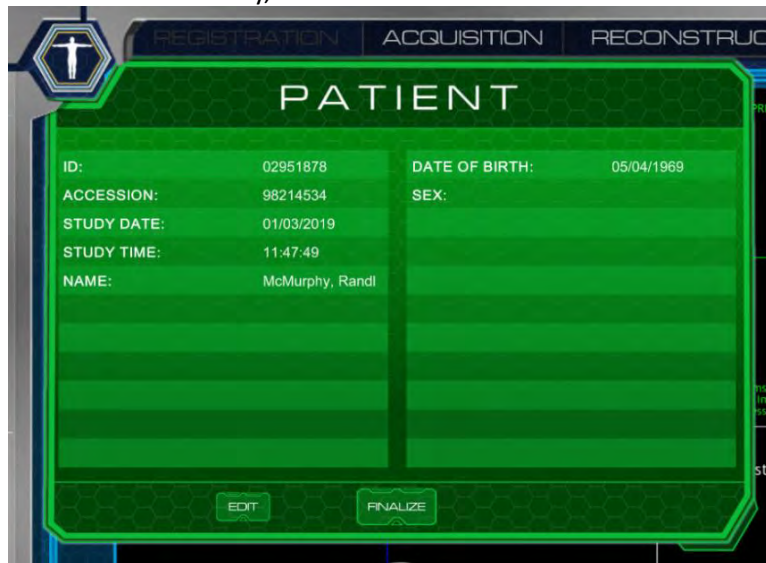 REGISTRATION ACQUISITION RECONSTRUC
PATIENT
ID: 02951878
ACCESSION: 98214534
STUDY DATE: 01/03/2019
STUDY TIME: 11:47:49
NAME: McMurphy, Randl
DATE OF BIRTH: 05/04/1969
SEX:
EDIT FINALIZE